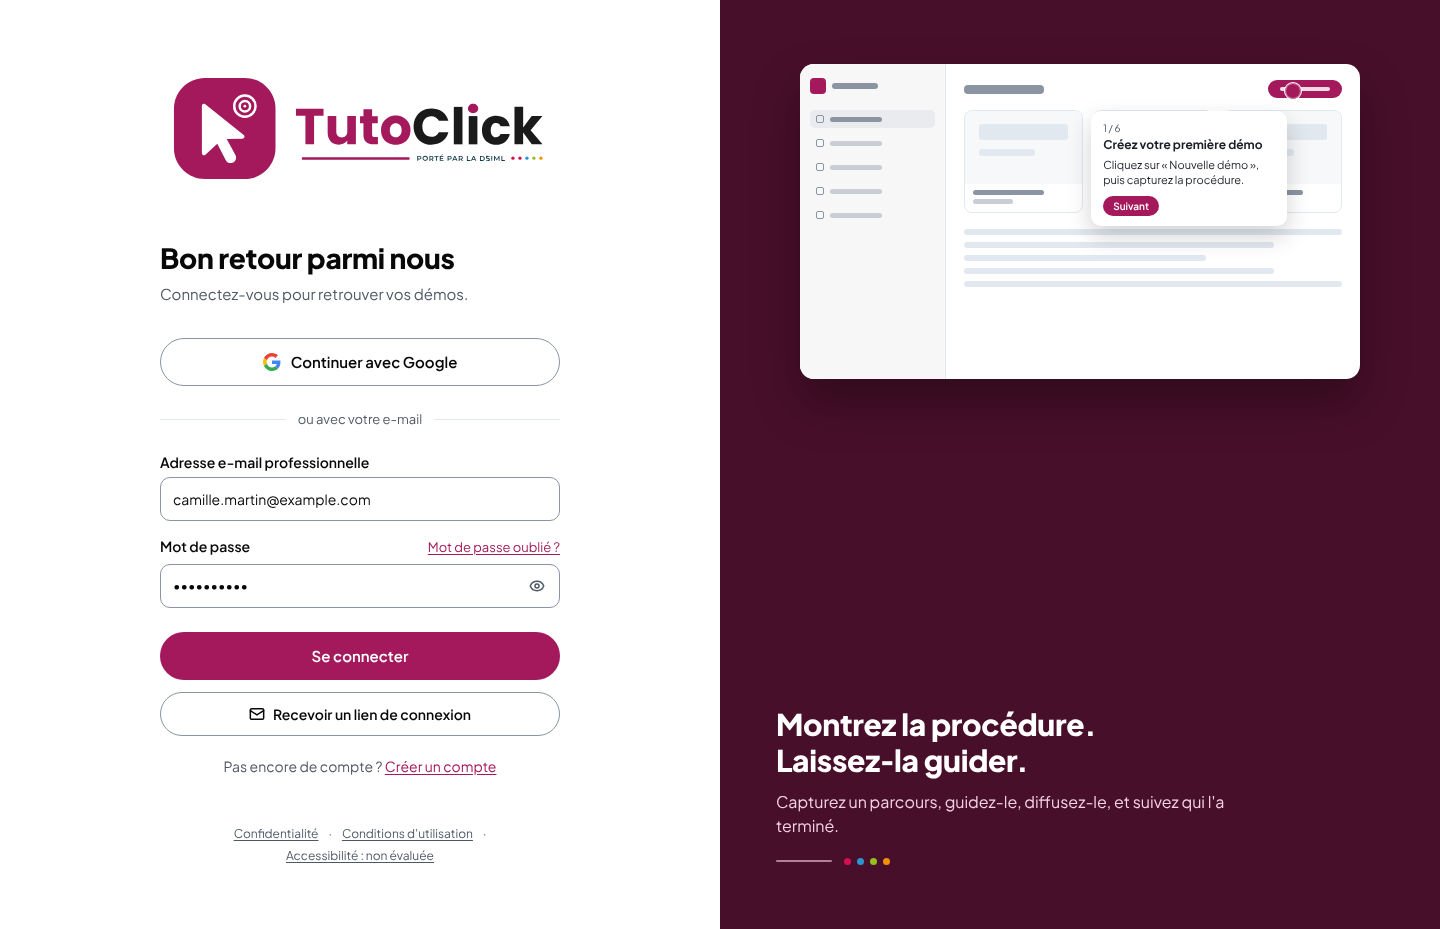 TutoClick
PORTÉ PAR LA DSIML
Bon retour parmi nous
Connectez-vous pour retrouver vos démos.
Continuer avec Google
ou avec votre e-mail
Adresse e-mail professionnelle
camille.martin@example.com
Mot de passe
Mot de passe oublié ?
••••••••••
Se connecter
Recevoir un lien de connexion
Pas encore de compte ? Créer un compte
Confidentialité · Conditions d'utilisation ·
Accessibilité : non évaluée
1 / 6
Créez votre première démo
Cliquez sur « Nouvelle démo »,
puis capturez la procédure.
Suivant
Montrez la procédure.
Laissez-la guider.
Capturez un parcours, guidez-le, diffusez-le, et suivez qui l'a
terminé.